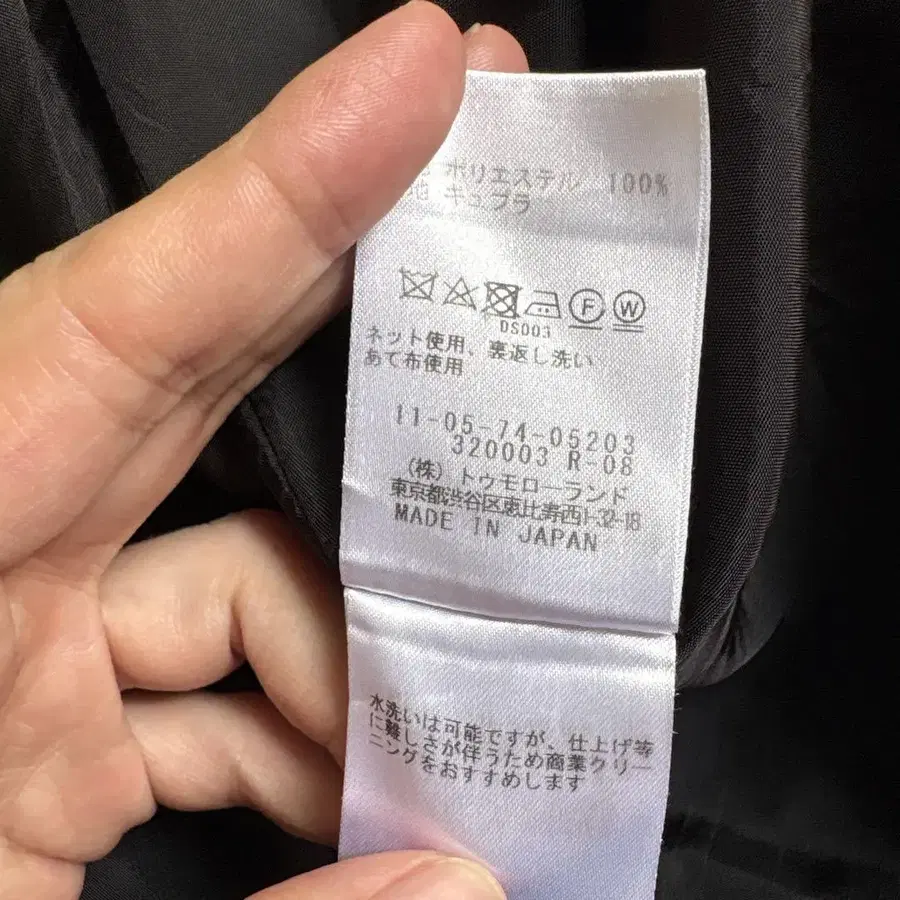 ポリエステル 100%
地 キュプラ
F W
DS003
ネット使用、裏返し洗い
あて布使用
11-05-74-05203
320003 R-08
(株) トゥモローランド
東京都渋谷区恵比寿西1-32-18
MADE IN JAPAN
水洗いは可能ですが、仕上げ等
に難しさが伴うため商業クリー
ニングをおすすめします